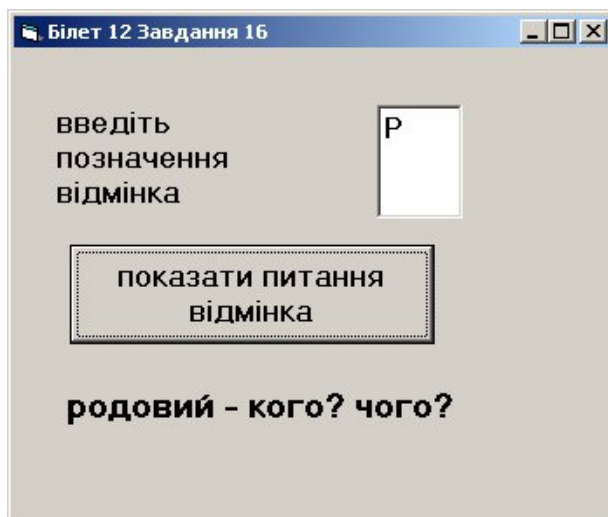 Білет 12 Завдання 16
введіть
позначення
відмінка
Р
показати питання
відмінка
родовий - кого? чого?